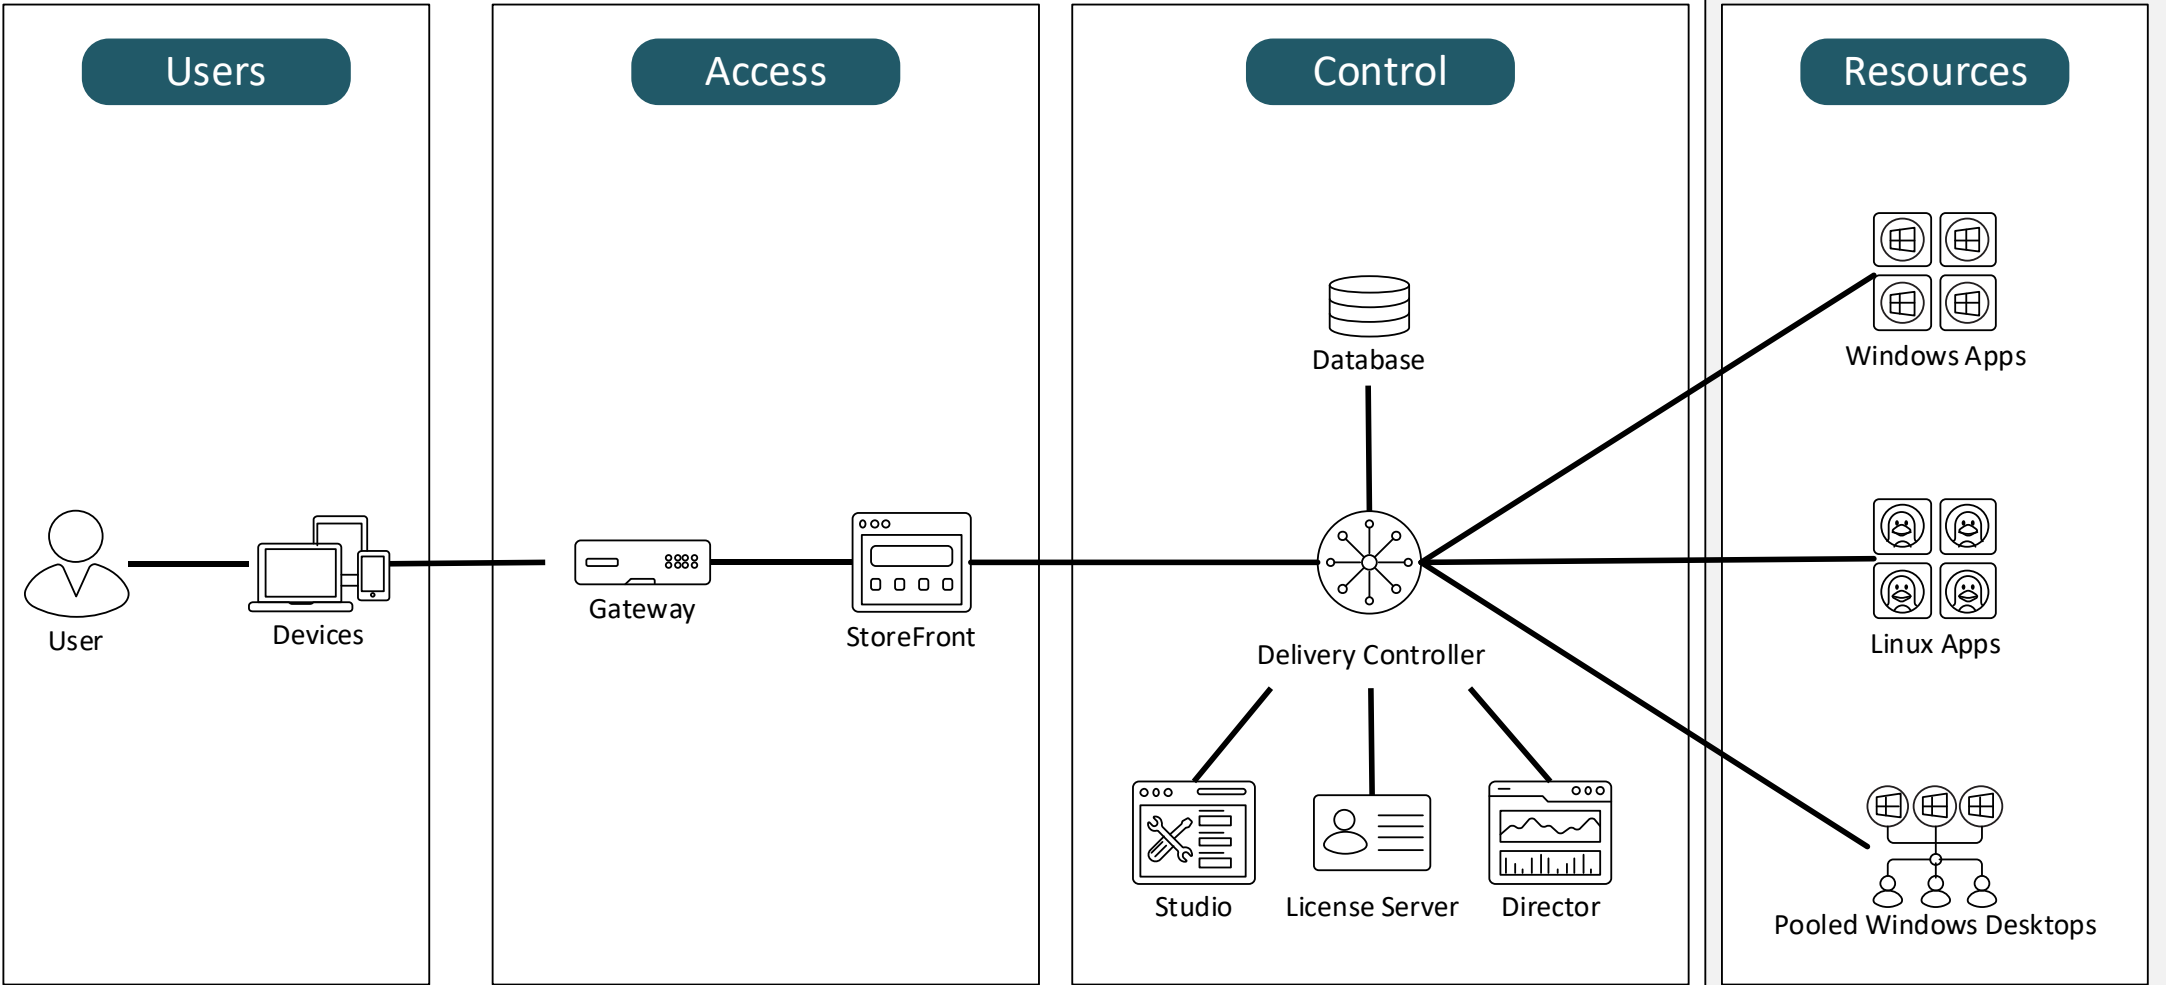 Users
Access
Control
Resources
Database
Windows Apps
User
Devices
Gateway
StoreFront
Delivery Controller
Linux Apps
Studio
License Server
Director
Pooled Windows Desktops